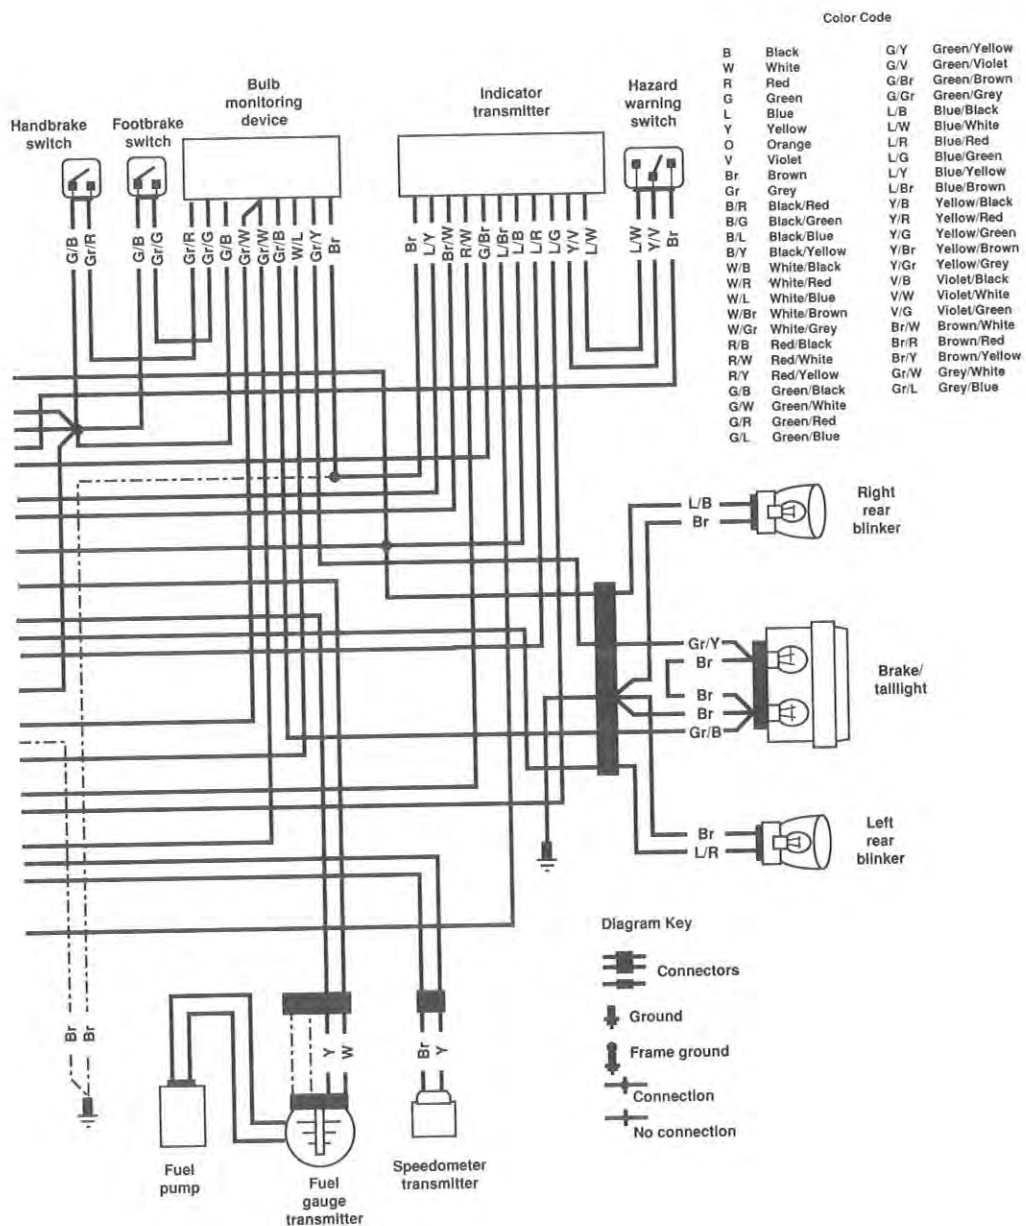 Color Code
B Black
W White
R Red
G Green
L Blue
Y Yellow
O Orange
V Violet
Br Brown
Gr Grey
B/R Black/Red
B/G Black/Green
B/L Black/Blue
B/Y Black/Yellow
W/B White/Black
W/R White/Red
W/L White/Blue
W/Br White/Brown
W/Gr White/Grey
R/B Red/Black
R/W Red/White
R/Y Red/Yellow
G/B Green/Black
G/W Green/White
G/R Green/Red
G/L Green/Blue
G/Y Green/Yellow
G/V Green/Violet
G/Br Green/Brown
G/Gr Green/Grey
L/B Blue/Black
L/W Blue/White
L/R Blue/Red
L/G Blue/Green
L/Y Blue/Yellow
L/Br Blue/Brown
Y/B Yellow/Black
Y/R Yellow/Red
Y/G Yellow/Green
Y/Br Yellow/Brown
Y/Gr Yellow/Grey
V/B Violet/Black
V/W Violet/White
V/G Violet/Green
Br/W Brown/White
Br/R Brown/Red
Br/Y Brown/Yellow
Gr/W Grey/White
Gr/L Grey/Blue
Handbrake
switch
Footbrake
switch
Bulb
monitoring
device
Indicator
transmitter
Hazard
warning
switch
G/B
Gr/R
G/B
Gr/G
Gr/R
Gr/G
G/B
Gr/W
Gr/W
Gr/B
W/L
Gr/Y
Br
Br
L/Y
Br/W
R/W
G/Br
L/Br
L/B
L/R
L/G
Y/V
L/W
L/W
Y/V
Br
L/B
Br
Right
rear
blinker
Gr/Y
Br
Br
Br
Gr/B
Brake/
taillight
Br
L/R
Left
rear
blinker
Diagram Key
Connectors
Ground
Frame ground
Connection
No connection
Br
Br
Y
W
Br
Y
Fuel
pump
Fuel
gauge
transmitter
Speedometer
transmitter